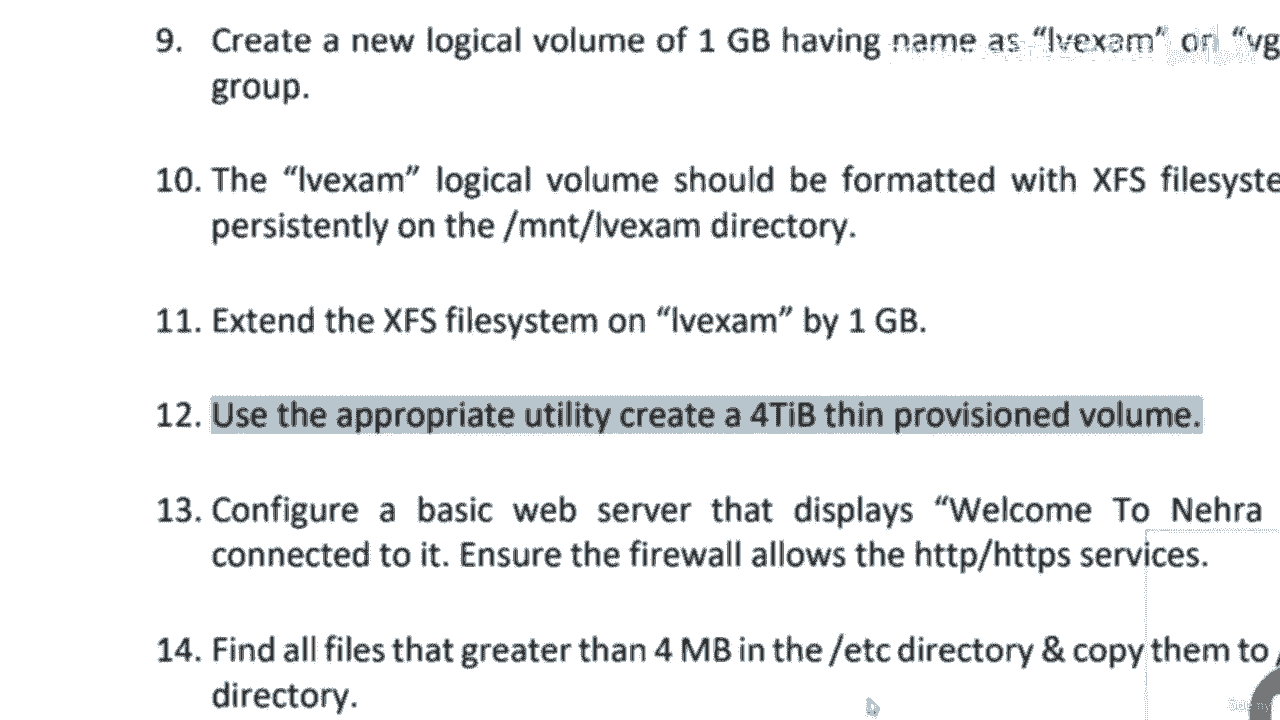 9. Create a new logical volume of 1 GB having name as “lvexam” on “vg
group.
10. The “lvexam” logical volume should be formatted with XFS filesyste
persistently on the /mnt/lvexam directory.
11. Extend the XFS filesystem on “lvexam” by 1 GB.
12. Use the appropriate utility create a 4TiB thin provisioned volume.
13. Configure a basic web server that displays “Welcome To Nehra
connected to it. Ensure the firewall allows the http/https services.
14. Find all files that greater than 4 MB in the /etc directory & copy them to /
directory.